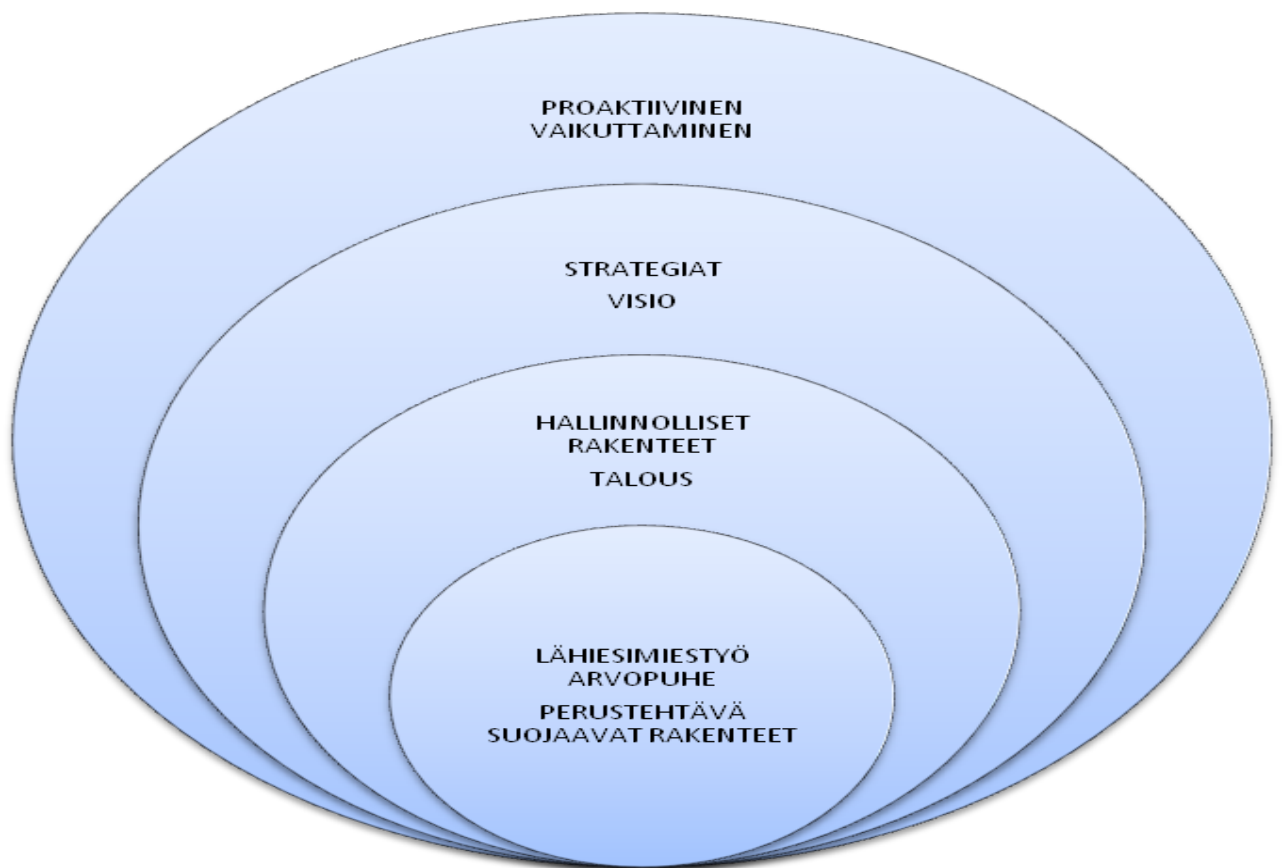 PROAKTIIVINEN
VAIKUTTAMINEN
STRATEGIAT
VISIO
HALLINNOLLISET
RAKENTEET
TALOUS
LÄHIESIMIESTYÖ
ARVOPUHE
PERUSTEHTÄVÄ
SUOJAAVAT RAKENTEET